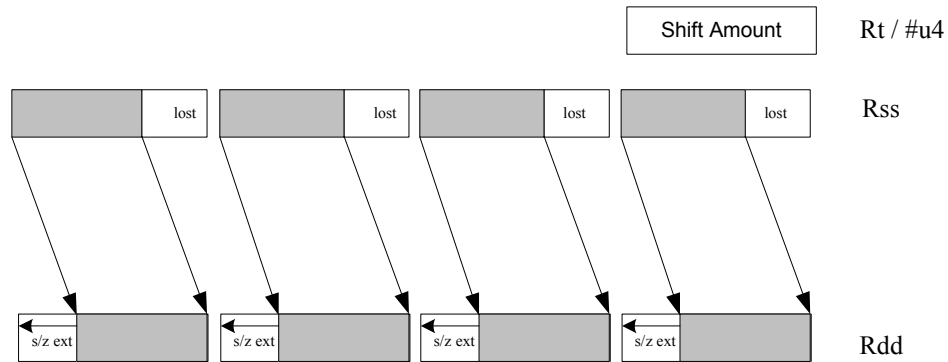 Shift Amount Rt / #u4
lost lost lost lost Rss
s/z ext s/z ext s/z ext s/z ext Rdd